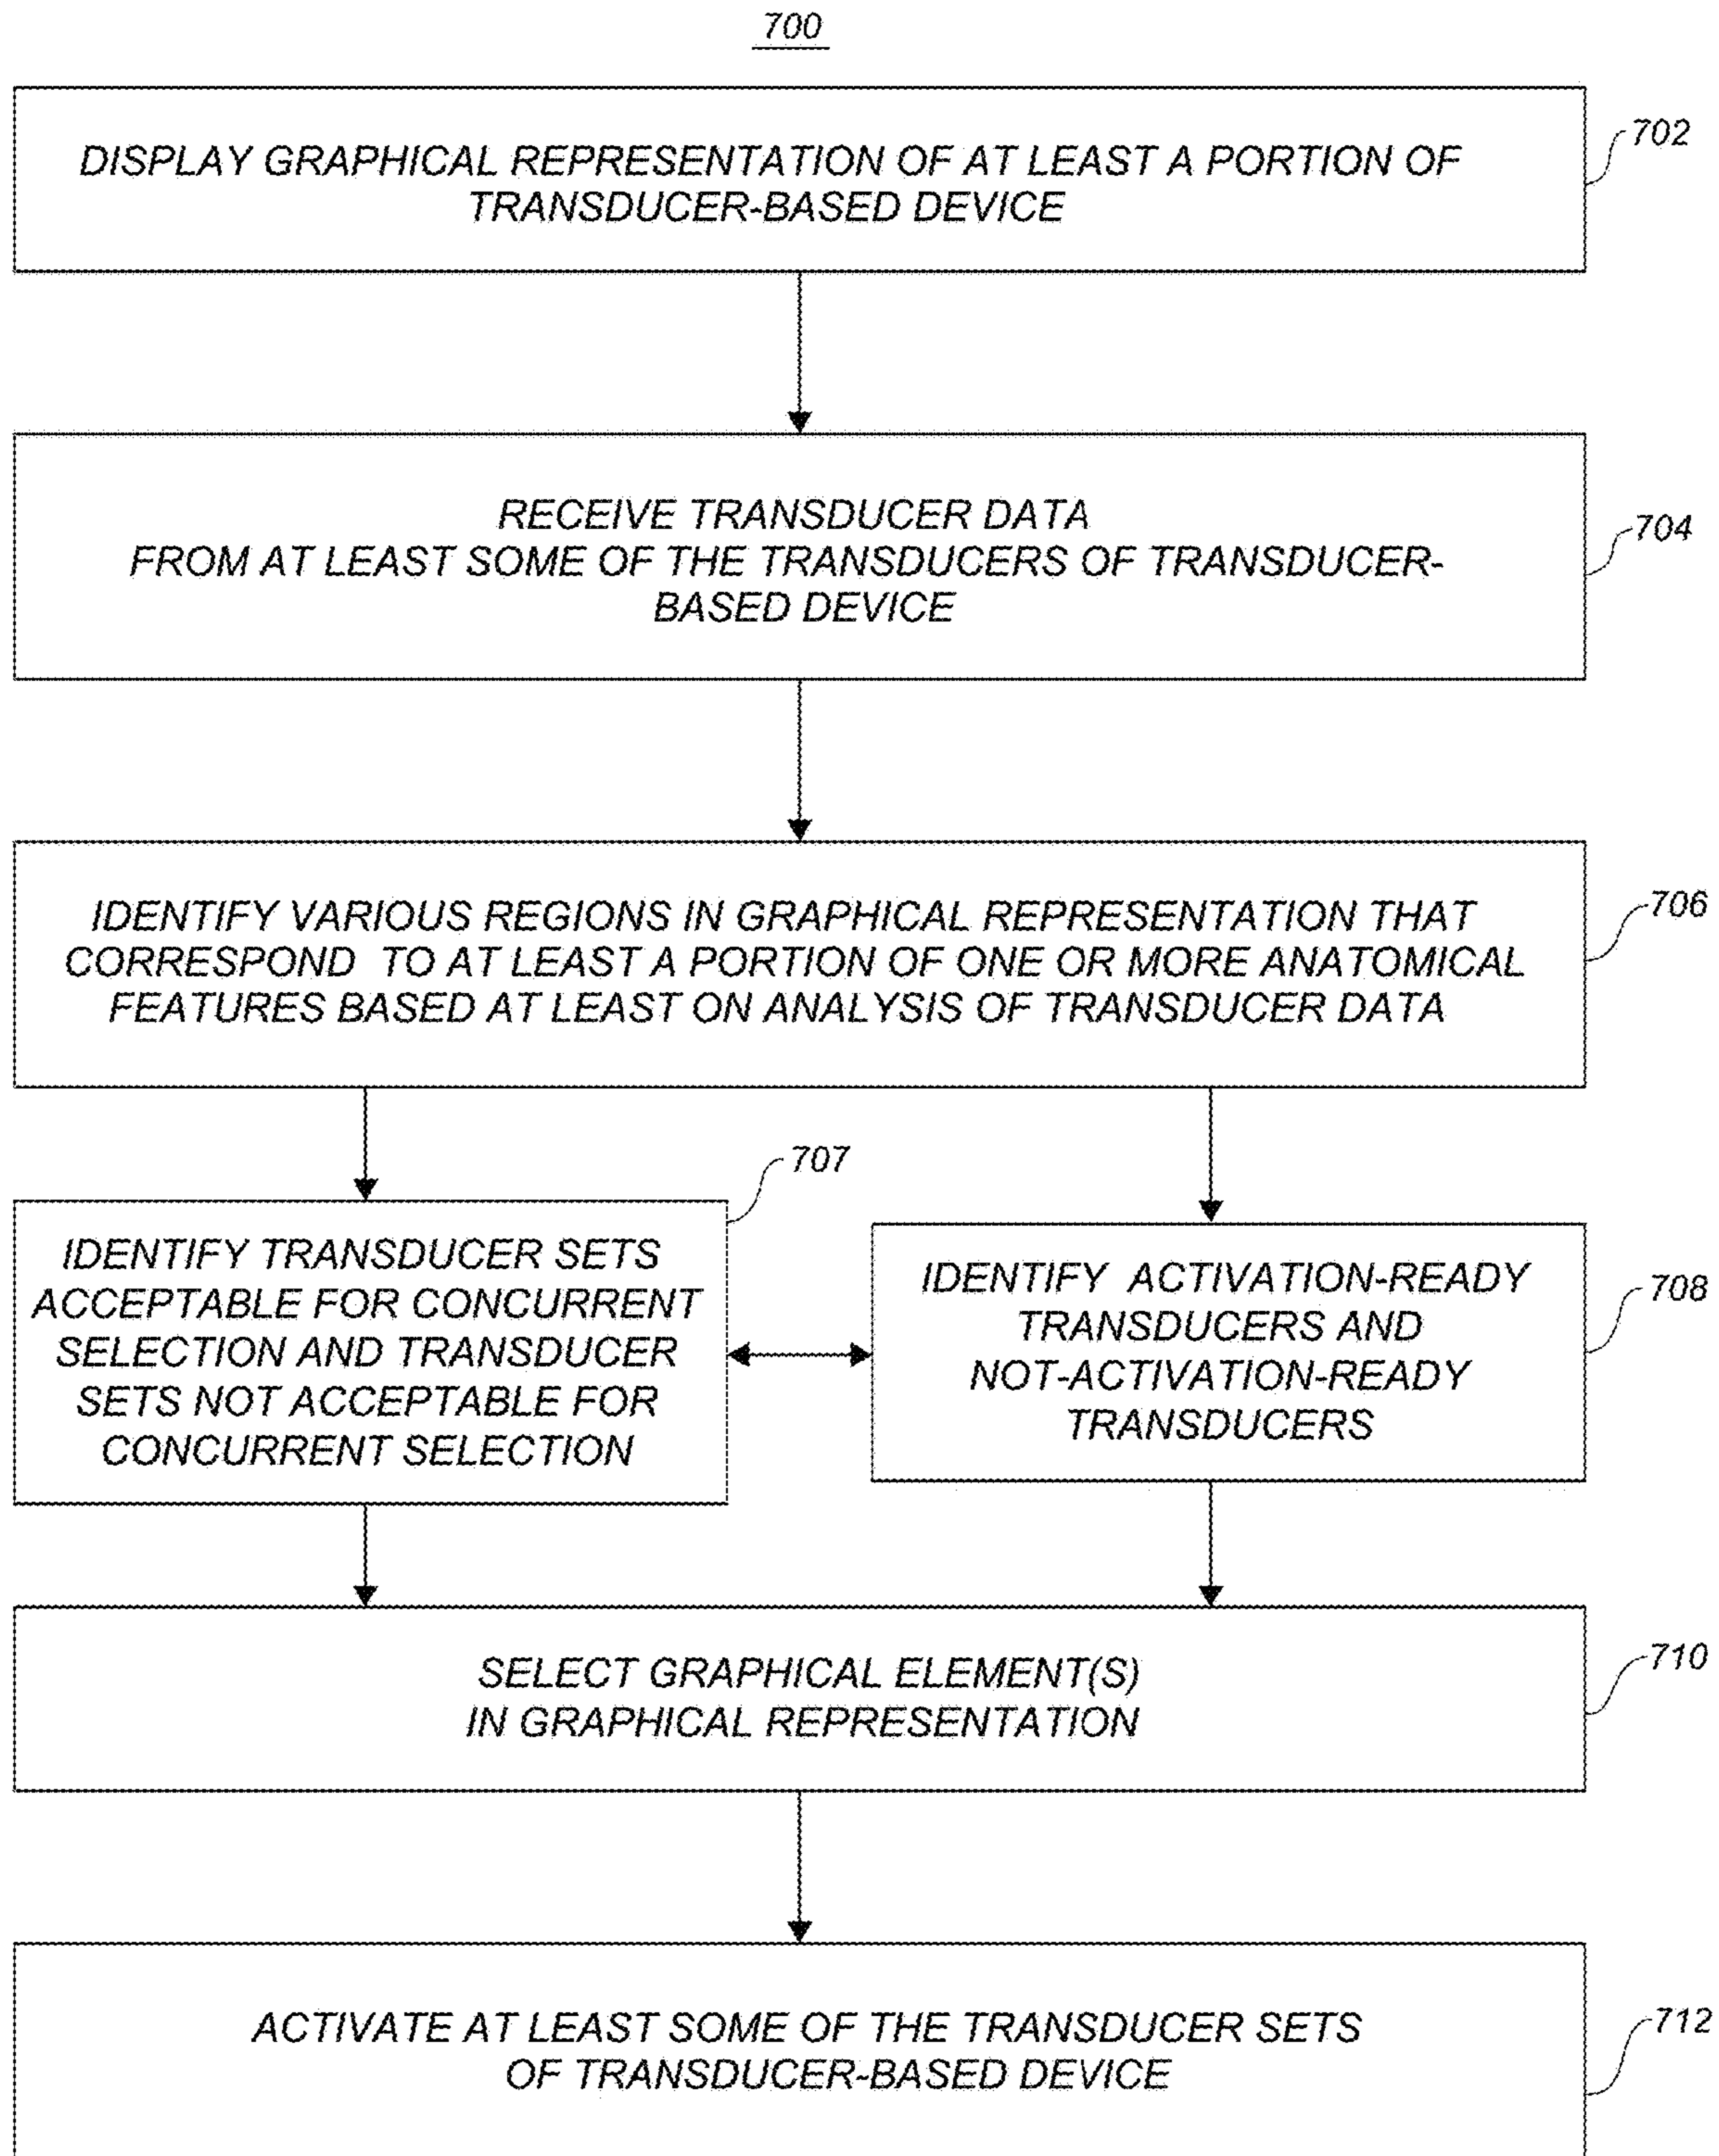 700
DISPLAY GRAPHICAL REPRESENTATION OF AT LEAST A PORTION OF
TRANSDUCER-BASED DEVICE
702
RECEIVE TRANSDUCER DATA
FROM AT LEAST SOME OF THE TRANSDUCERS OF TRANSDUCER-
BASED DEVICE
704
IDENTIFY VARIOUS REGIONS IN GRAPHICAL REPRESENTATION THAT
CORRESPOND TO AT LEAST A PORTION OF ONE OR MORE ANATOMICAL
FEATURES BASED AT LEAST ON ANALYSIS OF TRANSDUCER DATA
706
707
IDENTIFY TRANSDUCER SETS
ACCEPTABLE FOR CONCURRENT
SELECTION AND TRANSDUCER
SETS NOT ACCEPTABLE FOR
CONCURRENT SELECTION
IDENTIFY ACTIVATION-READY
TRANSDUCERS AND
NOT-ACTIVATION-READY
TRANSDUCERS
708
SELECT GRAPHICAL ELEMENT(S)
IN GRAPHICAL REPRESENTATION
710
ACTIVATE AT LEAST SOME OF THE TRANSDUCER SETS
OF TRANSDUCER-BASED DEVICE
712